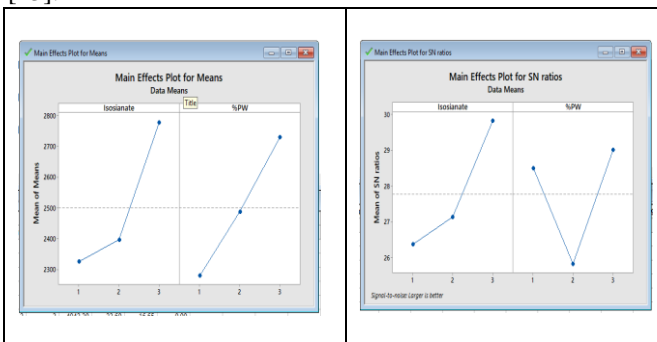 Main Effects Plot for Means
Main Effects Plot for Means
Data Means
Title
Isosianate %PW
Mean of Means
2800
2700
2600
2500
2400
2300
1 2 3 1 2 3
Main Effects Plot for SN ratios
Main Effects Plot for SN ratios
Data Means
Isosianate %PW
Mean of SN ratios
30
29
28
27
26
1 2 3 1 2 3
Signal-to-noise: Larger is better